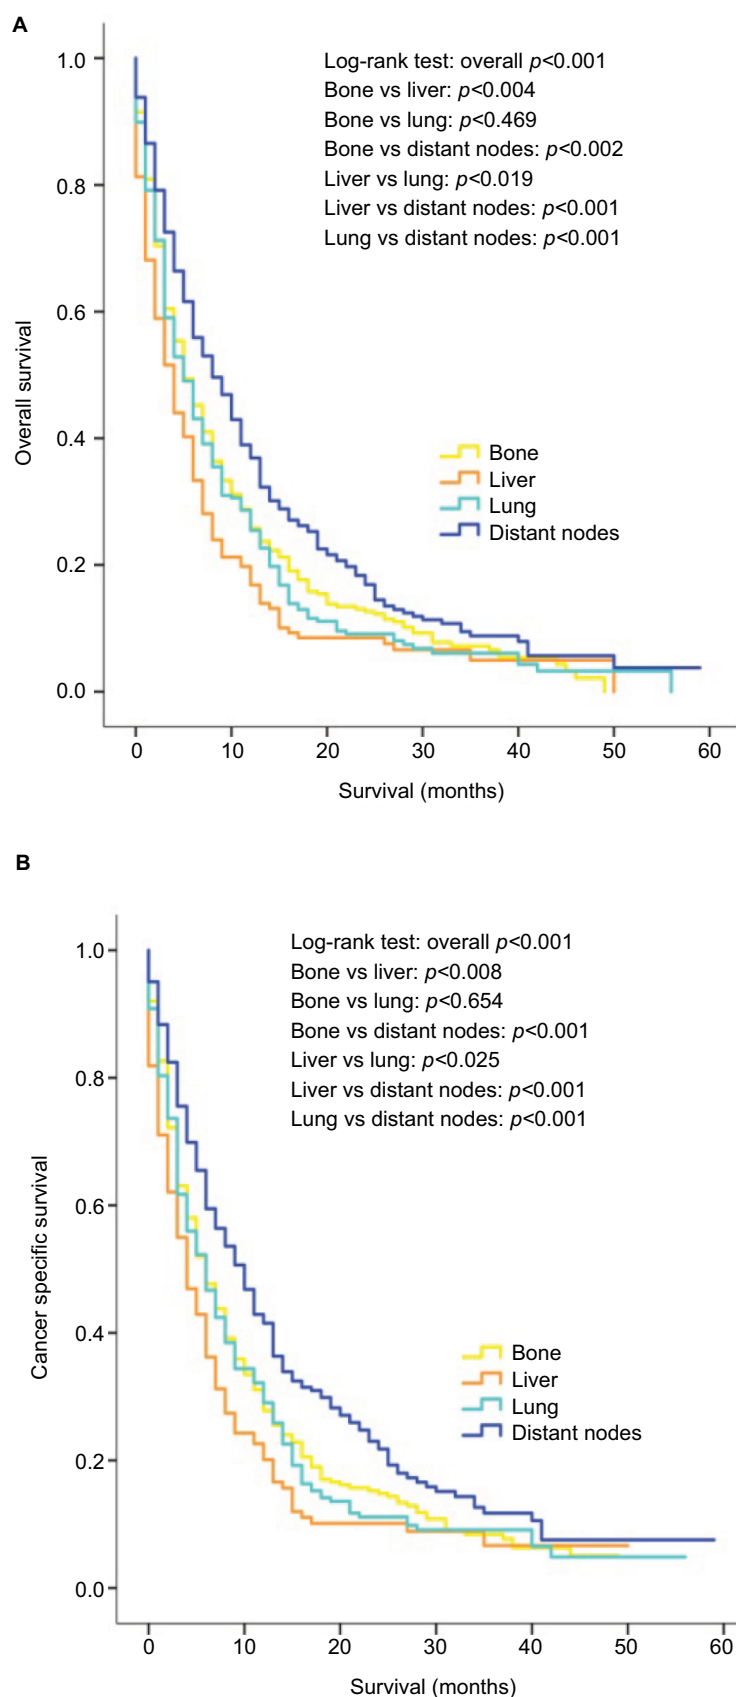 A
Log-rank test: overall p<0.001
Bone vs liver: p<0.004
Bone vs lung: p<0.469
Bone vs distant nodes: p<0.002
Liver vs lung: p<0.019
Liver vs distant nodes: p<0.001
Lung vs distant nodes: p<0.001
1.0
0.8
0.6
0.4
0.2
0.0
Overall survival
Bone
Liver
Lung
Distant nodes
0 10 20 30 40 50 60
Survival (months)
B
Log-rank test: overall p<0.001
Bone vs liver: p<0.008
Bone vs lung: p<0.654
Bone vs distant nodes: p<0.001
Liver vs lung: p<0.025
Liver vs distant nodes: p<0.001
Lung vs distant nodes: p<0.001
1.0
0.8
0.6
0.4
0.2
0.0
Cancer specific survival
Bone
Liver
Lung
Distant nodes
0 10 20 30 40 50 60
Survival (months)